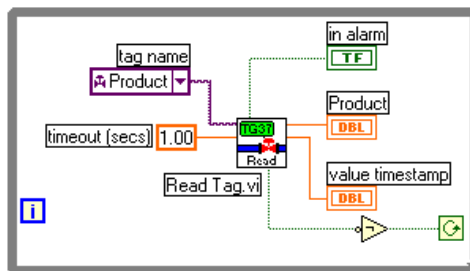 in alarm
TF
tag name
Product
Product
DBL
timeout (secs) 1.00
TG37
Read
Read Tag.vi
value timestamp
DBL
i